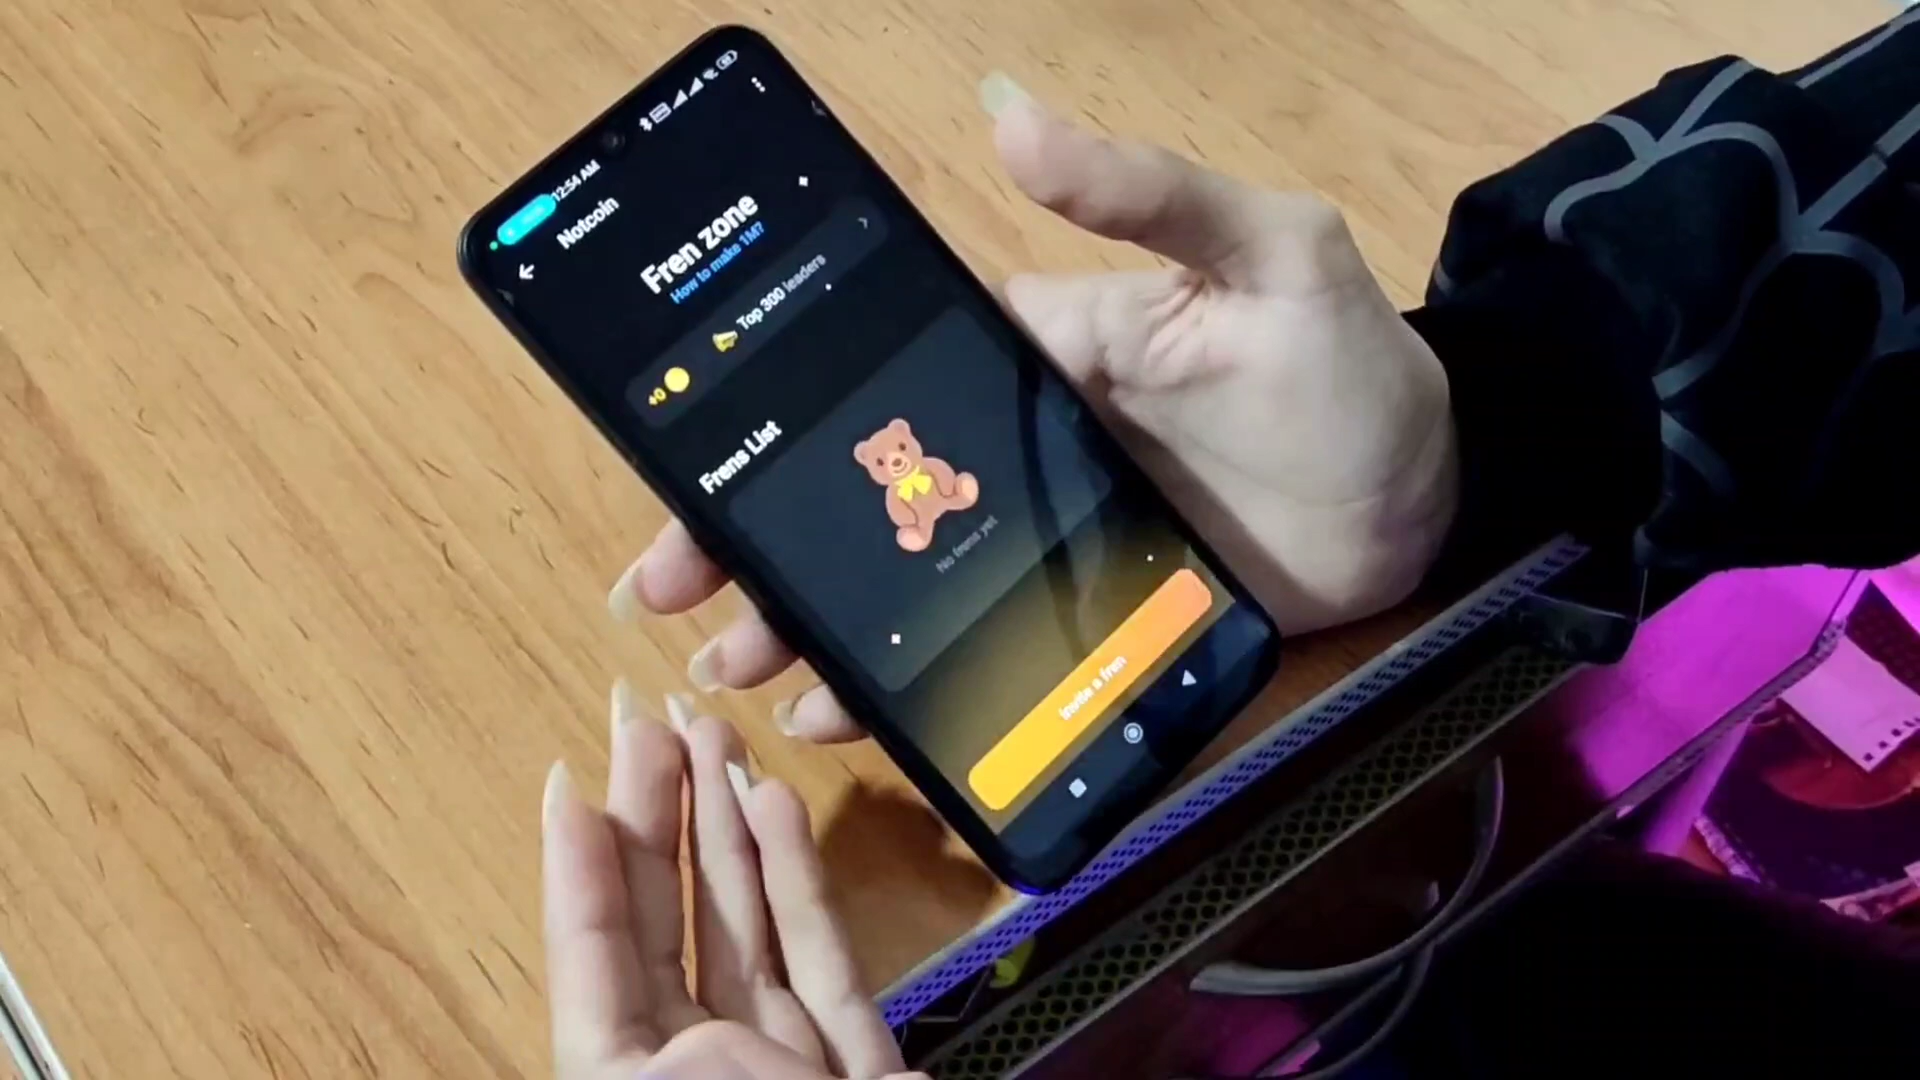 12:54 AM
Notcoin
Fren zone
How to make 1M?
+0
Top 300 leaders
Frens List
No frens yet
Invite a fren